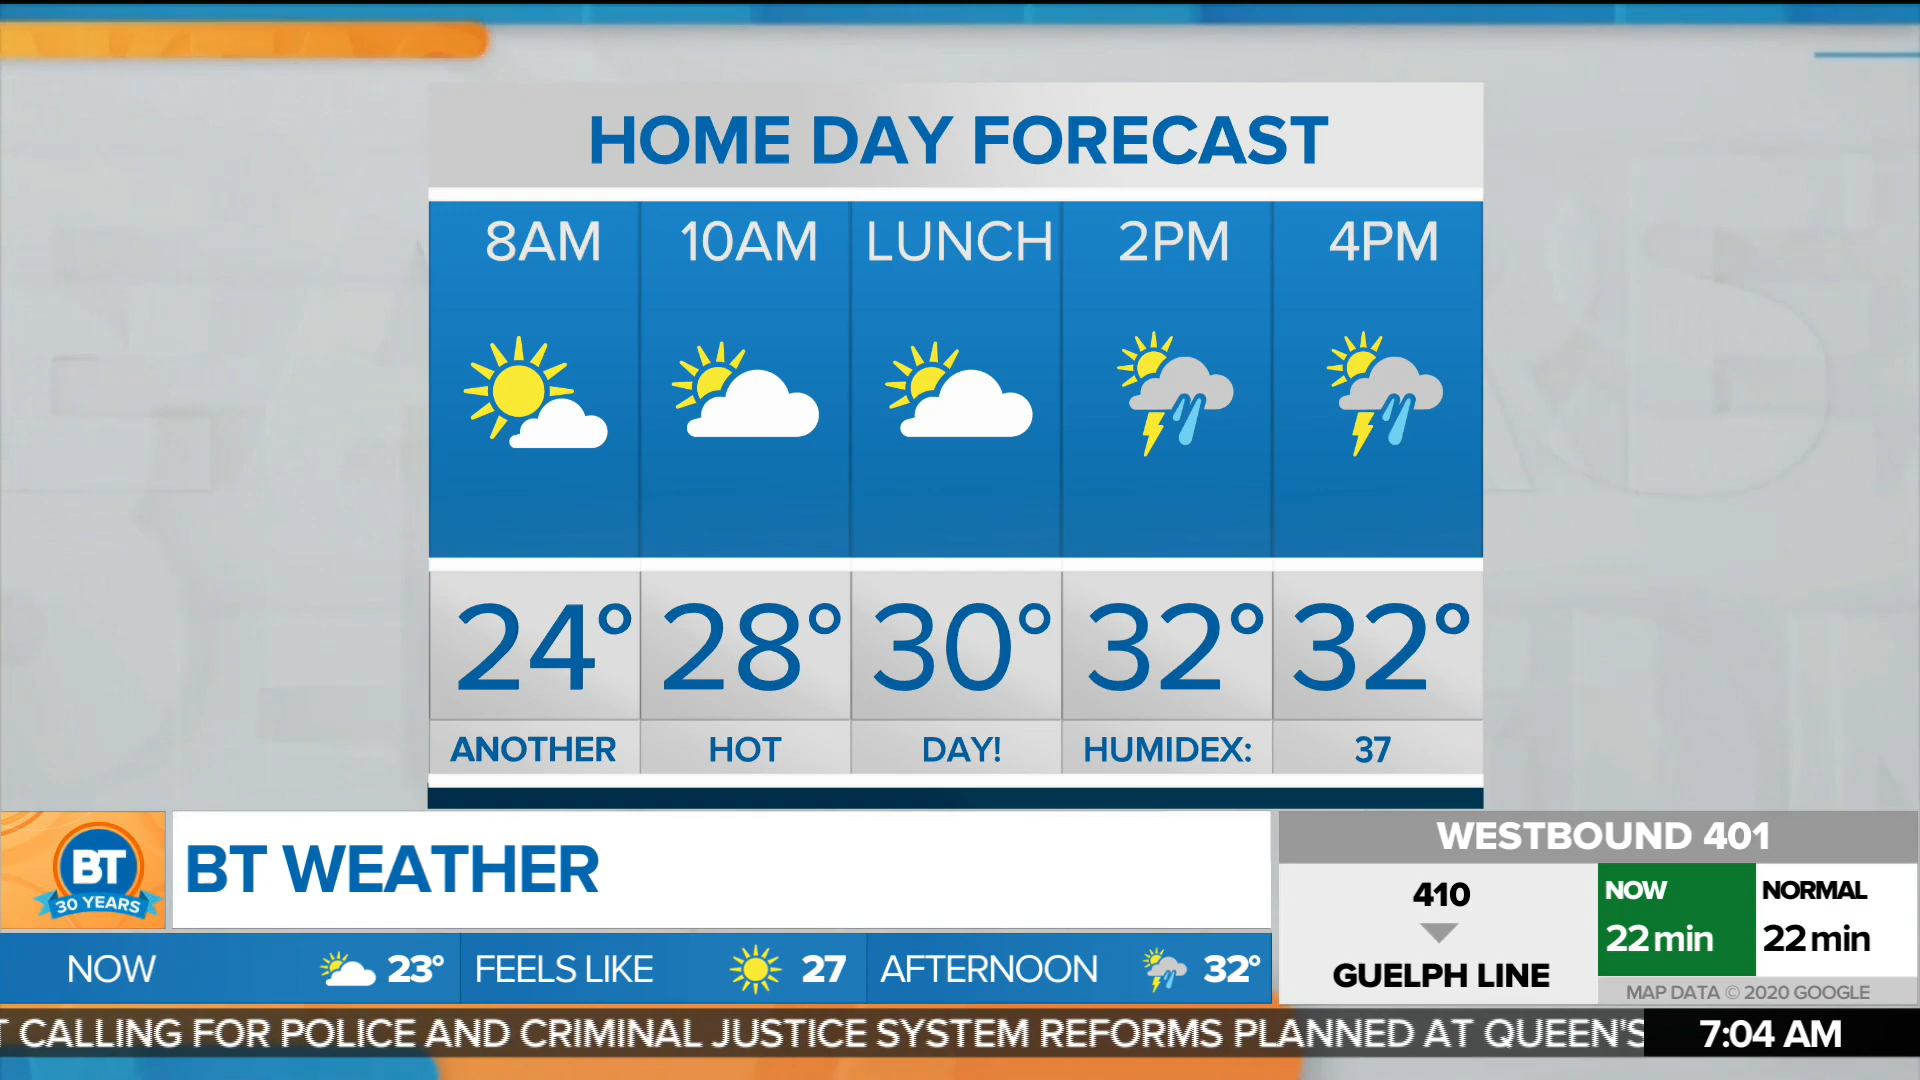 HOME DAY FORECAST
8AM 10AM LUNCH 2PM 4PM
24° 28° 30° 32° 32°
ANOTHER HOT DAY! HUMIDEX: 37
BT
30 YEARS
BT WEATHER
NOW 23° FEELS LIKE 27 AFTERNOON 32°
WESTBOUND 401
410
GUELPH LINE
NOW
22 min
NORMAL
22 min
MAP DATA © 2020 GOOGLE
CALLING FOR POLICE AND CRIMINAL JUSTICE SYSTEM REFORMS PLANNED AT QUEEN'S
7:04 AM